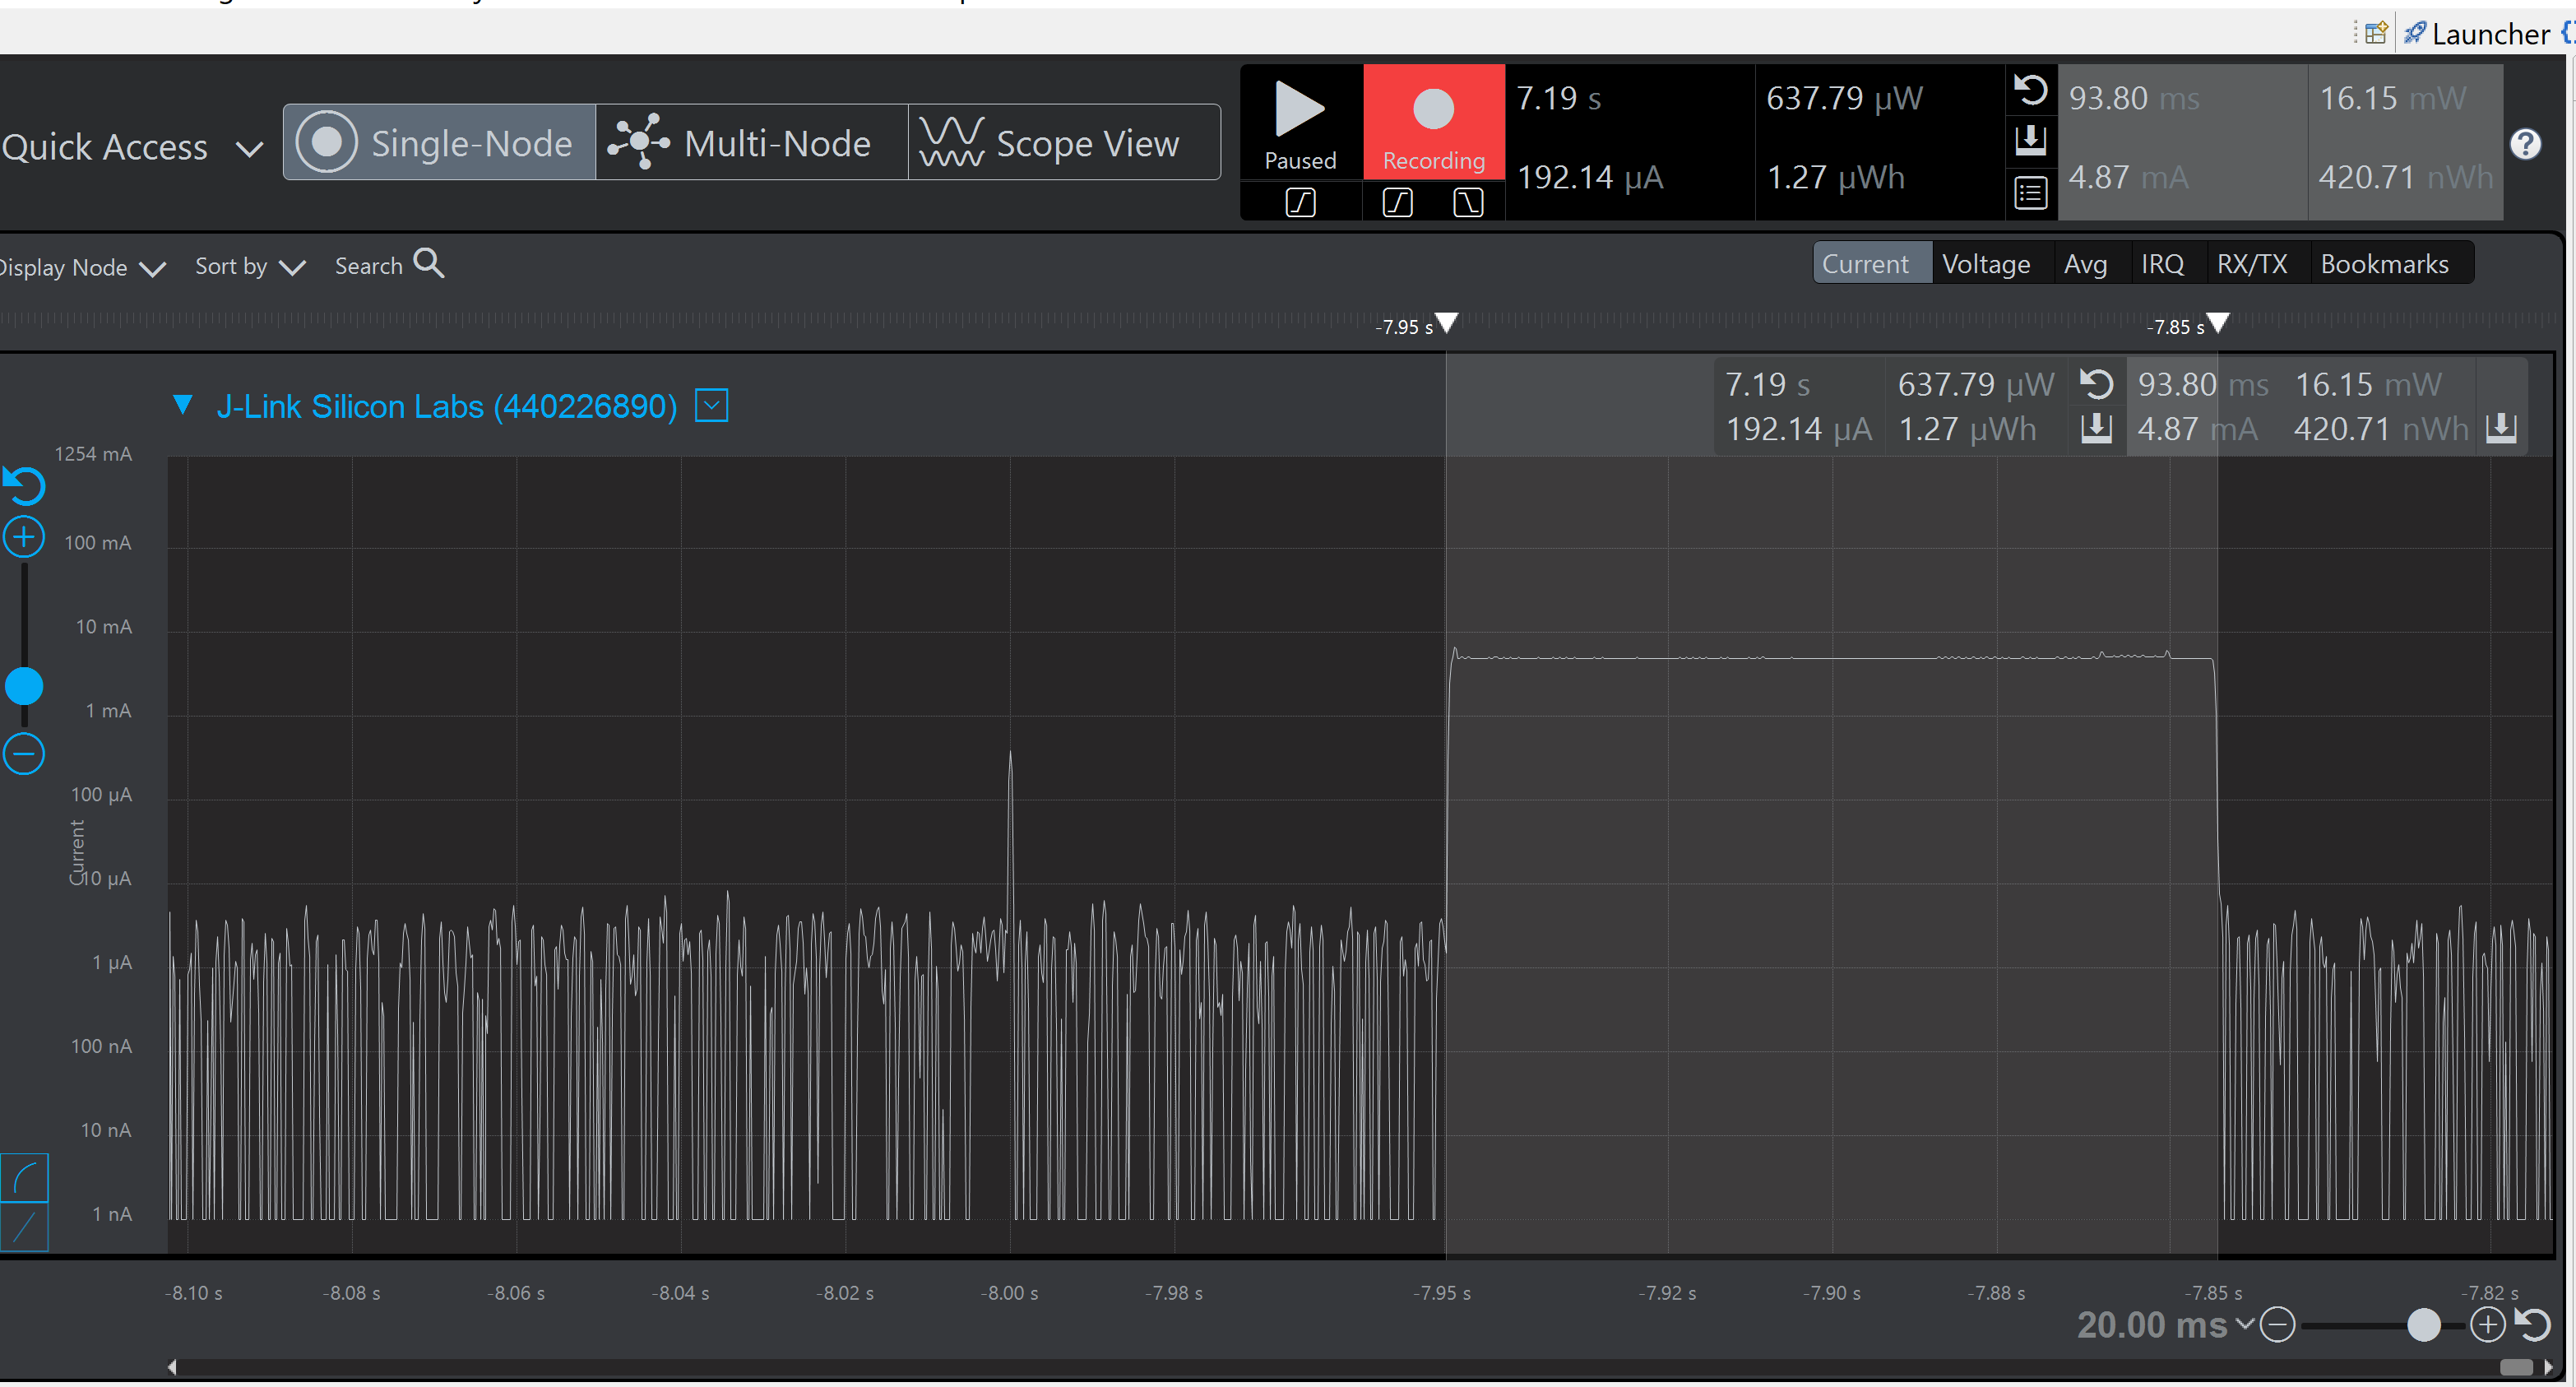 Launcher
Quick Access
Single-Node
Multi-Node
Scope View
Paused
Recording
7.19 s
637.79 µW
192.14 µA
1.27 µWh
93.80 ms
16.15 mW
4.87 mA
420.71 nWh
?
Display Node
Sort by
Search
Current
Voltage
Avg
IRQ
RX/TX
Bookmarks
-7.95 s
-7.85 s
J-Link Silicon Labs (440226890)
7.19 s
637.79 µW
93.80 ms
16.15 mW
192.14 µA
1.27 µWh
4.87 mA
420.71 nWh
1254 mA
100 mA
10 mA
1 mA
100 µA
10 µA
1 µA
100 nA
10 nA
1 nA
Current
-8.10 s
-8.08 s
-8.06 s
-8.04 s
-8.02 s
-8.00 s
-7.98 s
-7.95 s
-7.92 s
-7.90 s
-7.88 s
-7.85 s
-7.82 s
20.00 ms